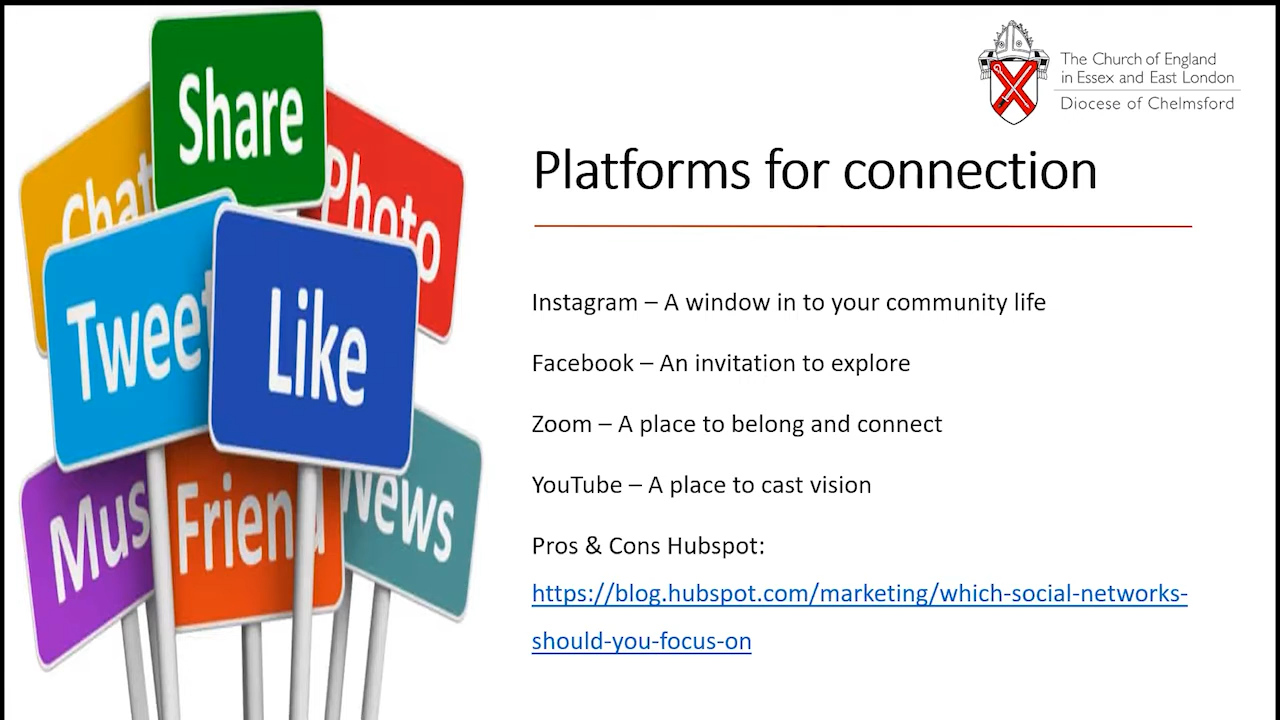 Share
Chat
Photo
Tweet
Like
Mus
Friend
News
The Church of England
in Essex and East London
Diocese of Chelmsford
Platforms for connection
Instagram – A window in to your community life
Facebook – An invitation to explore
Zoom – A place to belong and connect
YouTube – A place to cast vision
Pros & Cons Hubspot:
https://blog.hubspot.com/marketing/which-social-networks-
should-you-focus-on